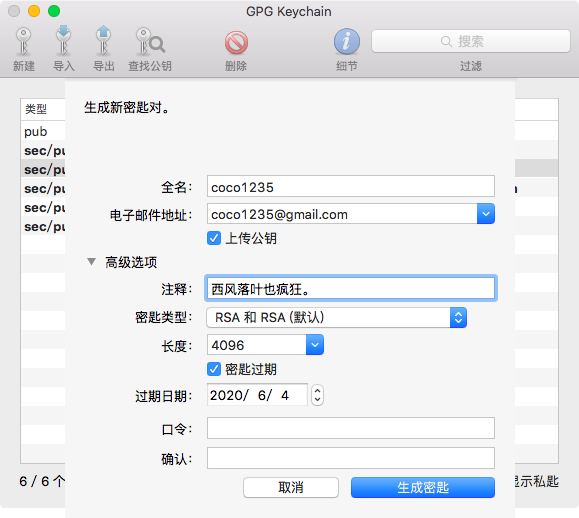 GPG Keychain
新建 导入 导出 查找公钥 删除 细节 搜索 过滤
类型
生成新密匙对。
pub
sec/pu
sec/pu
sec/pu
sec/pu
sec/pu
全名: coco1235
电子邮件地址: coco1235@gmail.com
上传公钥
高级选项
注释: 西风落叶也疯狂。
密匙类型: RSA 和 RSA (默认)
长度: 4096
密匙过期
过期日期: 2020/ 6/ 4
口令:
确认:
6 / 6 个 显示私匙
取消 生成密匙